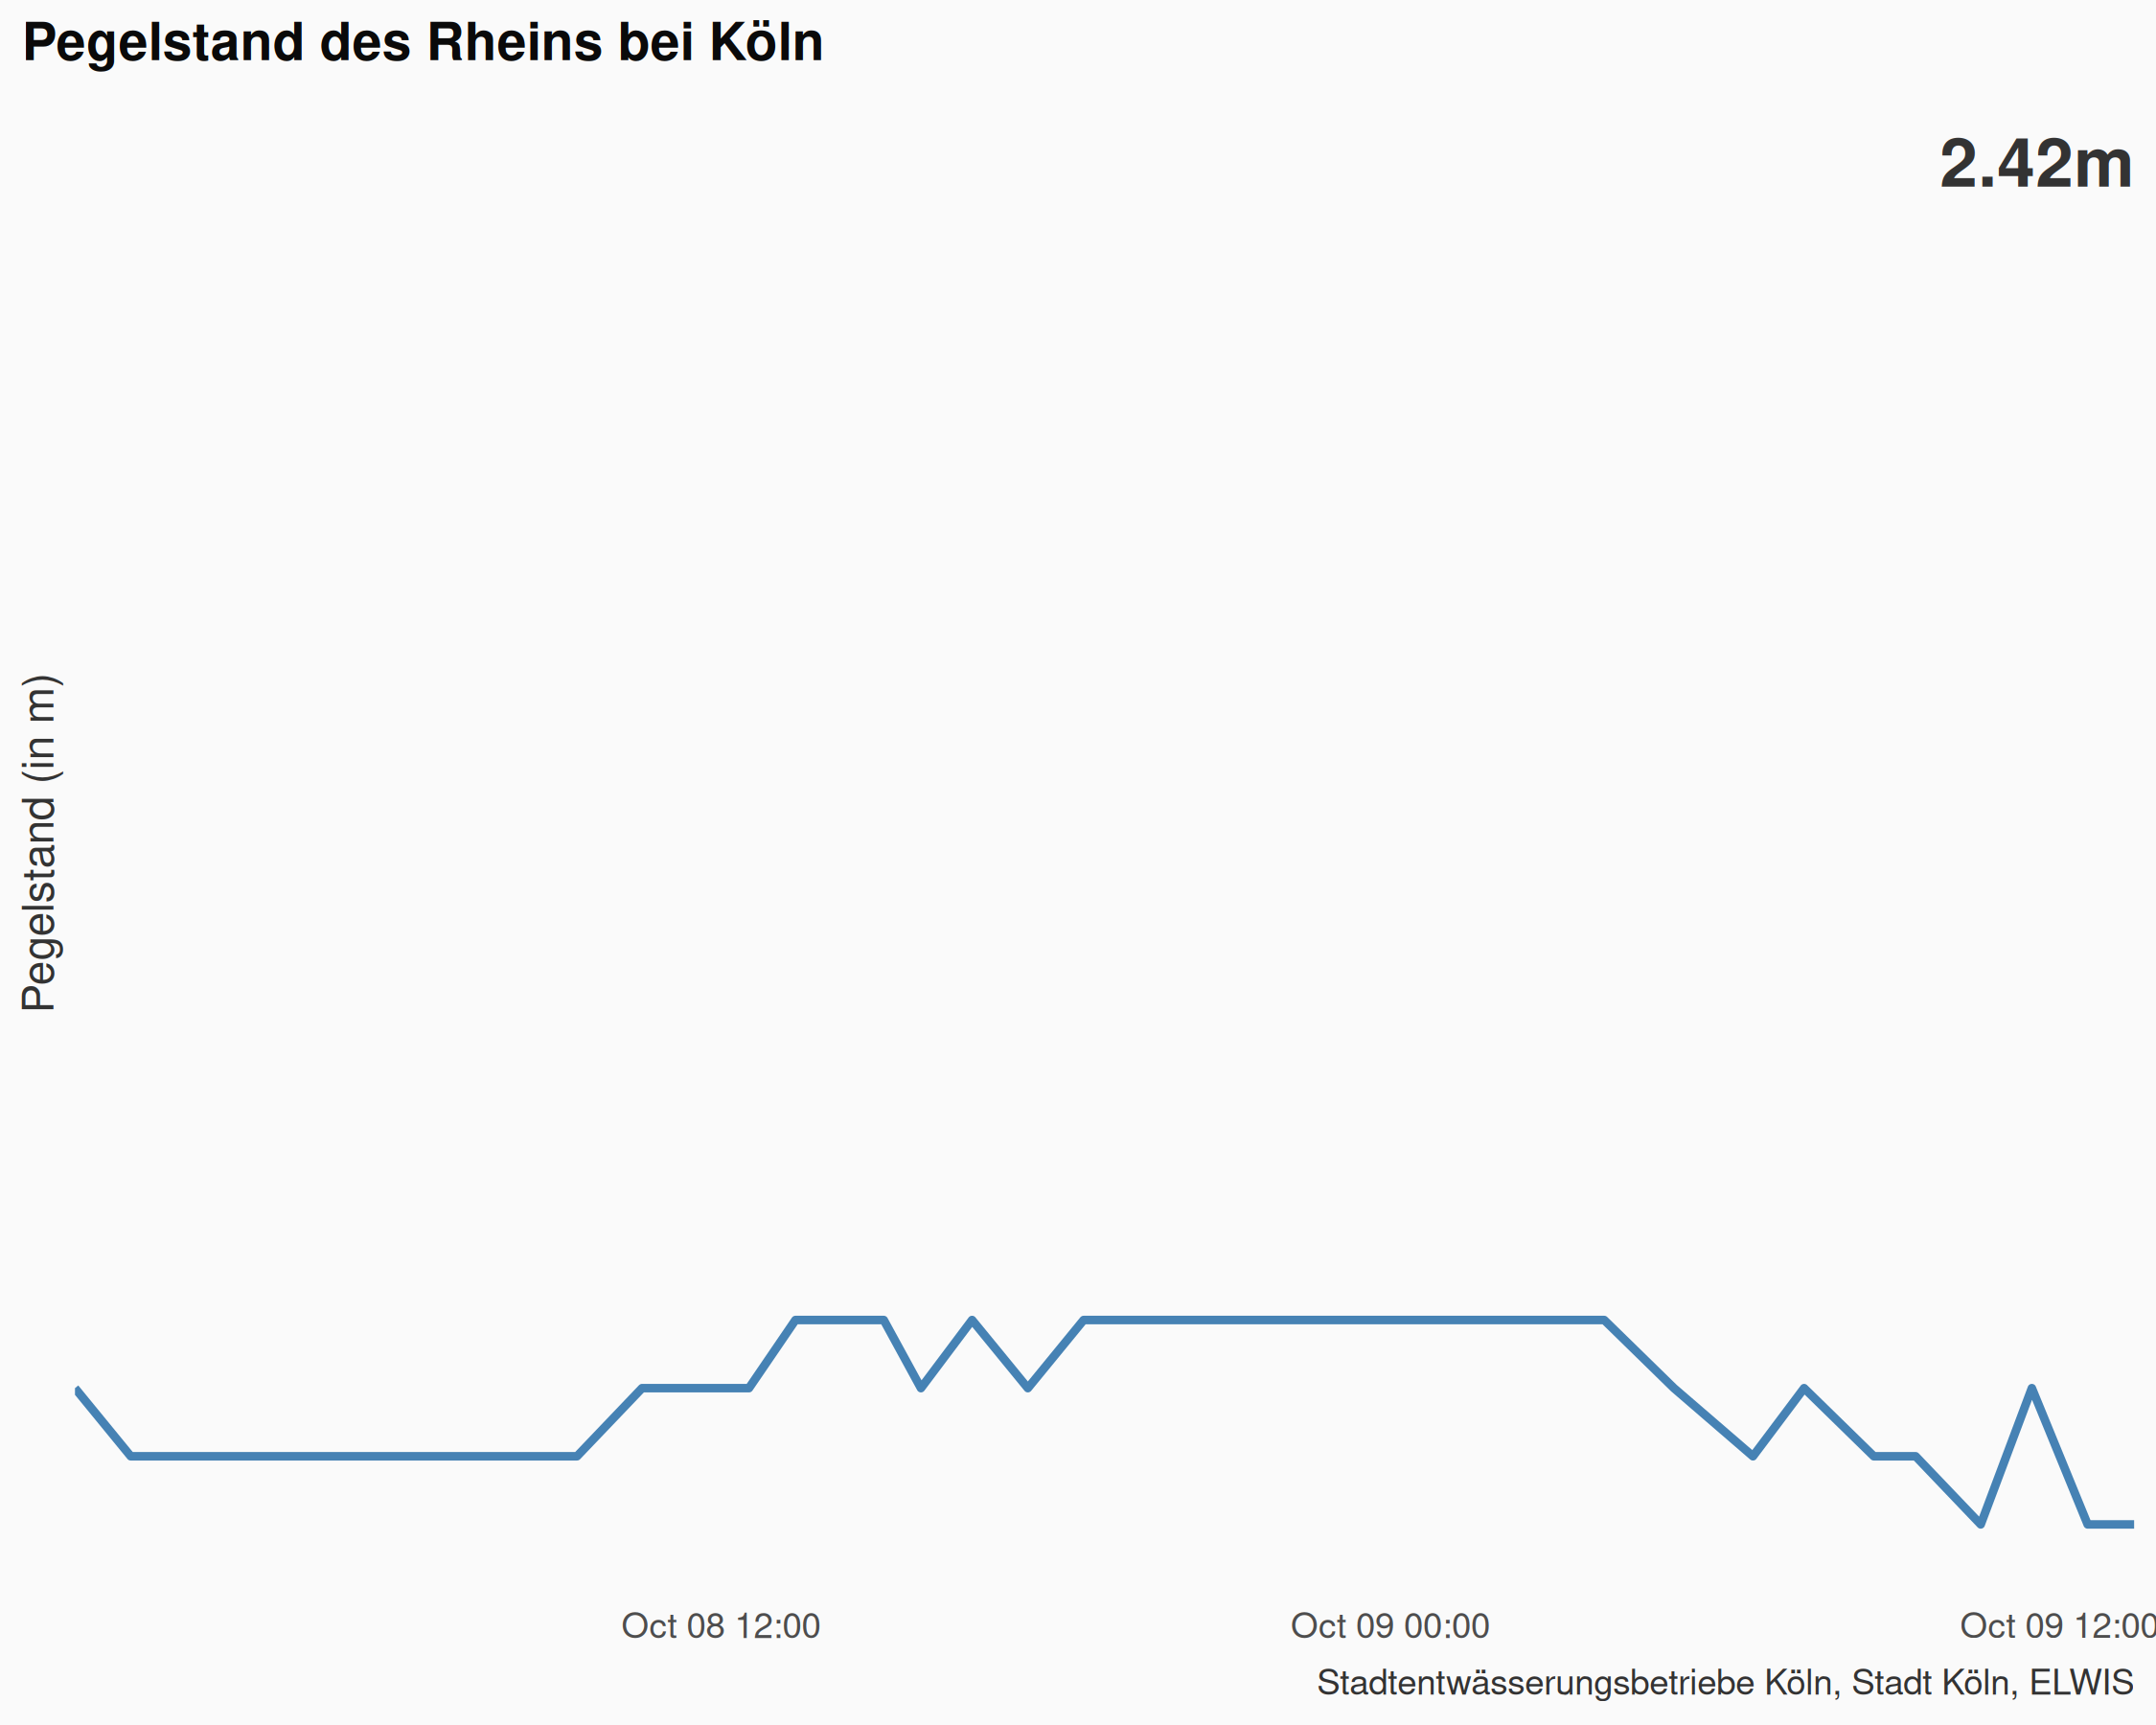 Pegelstand des Rheins bei Köln
2.42m
Pegelstand (in m)
Oct 08 12:00 Oct 09 00:00 Oct 09 12:00
Stadtentwässerungsbetriebe Köln, Stadt Köln, ELWIS